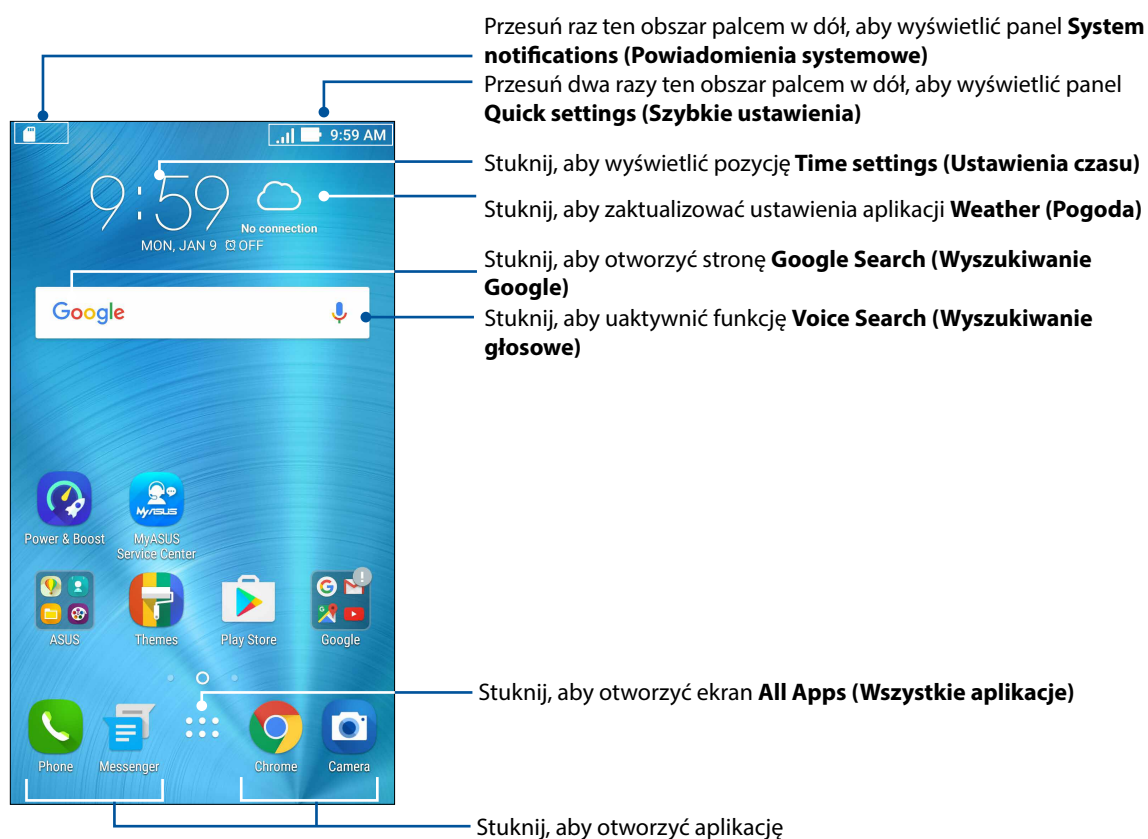 Przesuń raz ten obszar palcem w dół, aby wyświetlić panel System
notifications (Powiadomienia systemowe)
Przesuń dwa razy ten obszar palcem w dół, aby wyświetlić panel
Quick settings (Szybkie ustawienia)
9:59 AM
9:59
No connection
MON, JAN 9 OFF
Stuknij, aby wyświetlić pozycję Time settings (Ustawienia czasu)
Stuknij, aby zaktualizować ustawienia aplikacji Weather (Pogoda)
Stuknij, aby otworzyć stronę Google Search (Wyszukiwanie
Google)
Google
Stuknij, aby uaktywnić funkcję Voice Search (Wyszukiwanie
głosowe)
MyASUS
Power & Boost
MyASUS
Service Center
ASUS
Themes
Play Store
Google
Stuknij, aby otworzyć ekran All Apps (Wszystkie aplikacje)
Phone
Messenger
Chrome
Camera
Stuknij, aby otworzyć aplikację